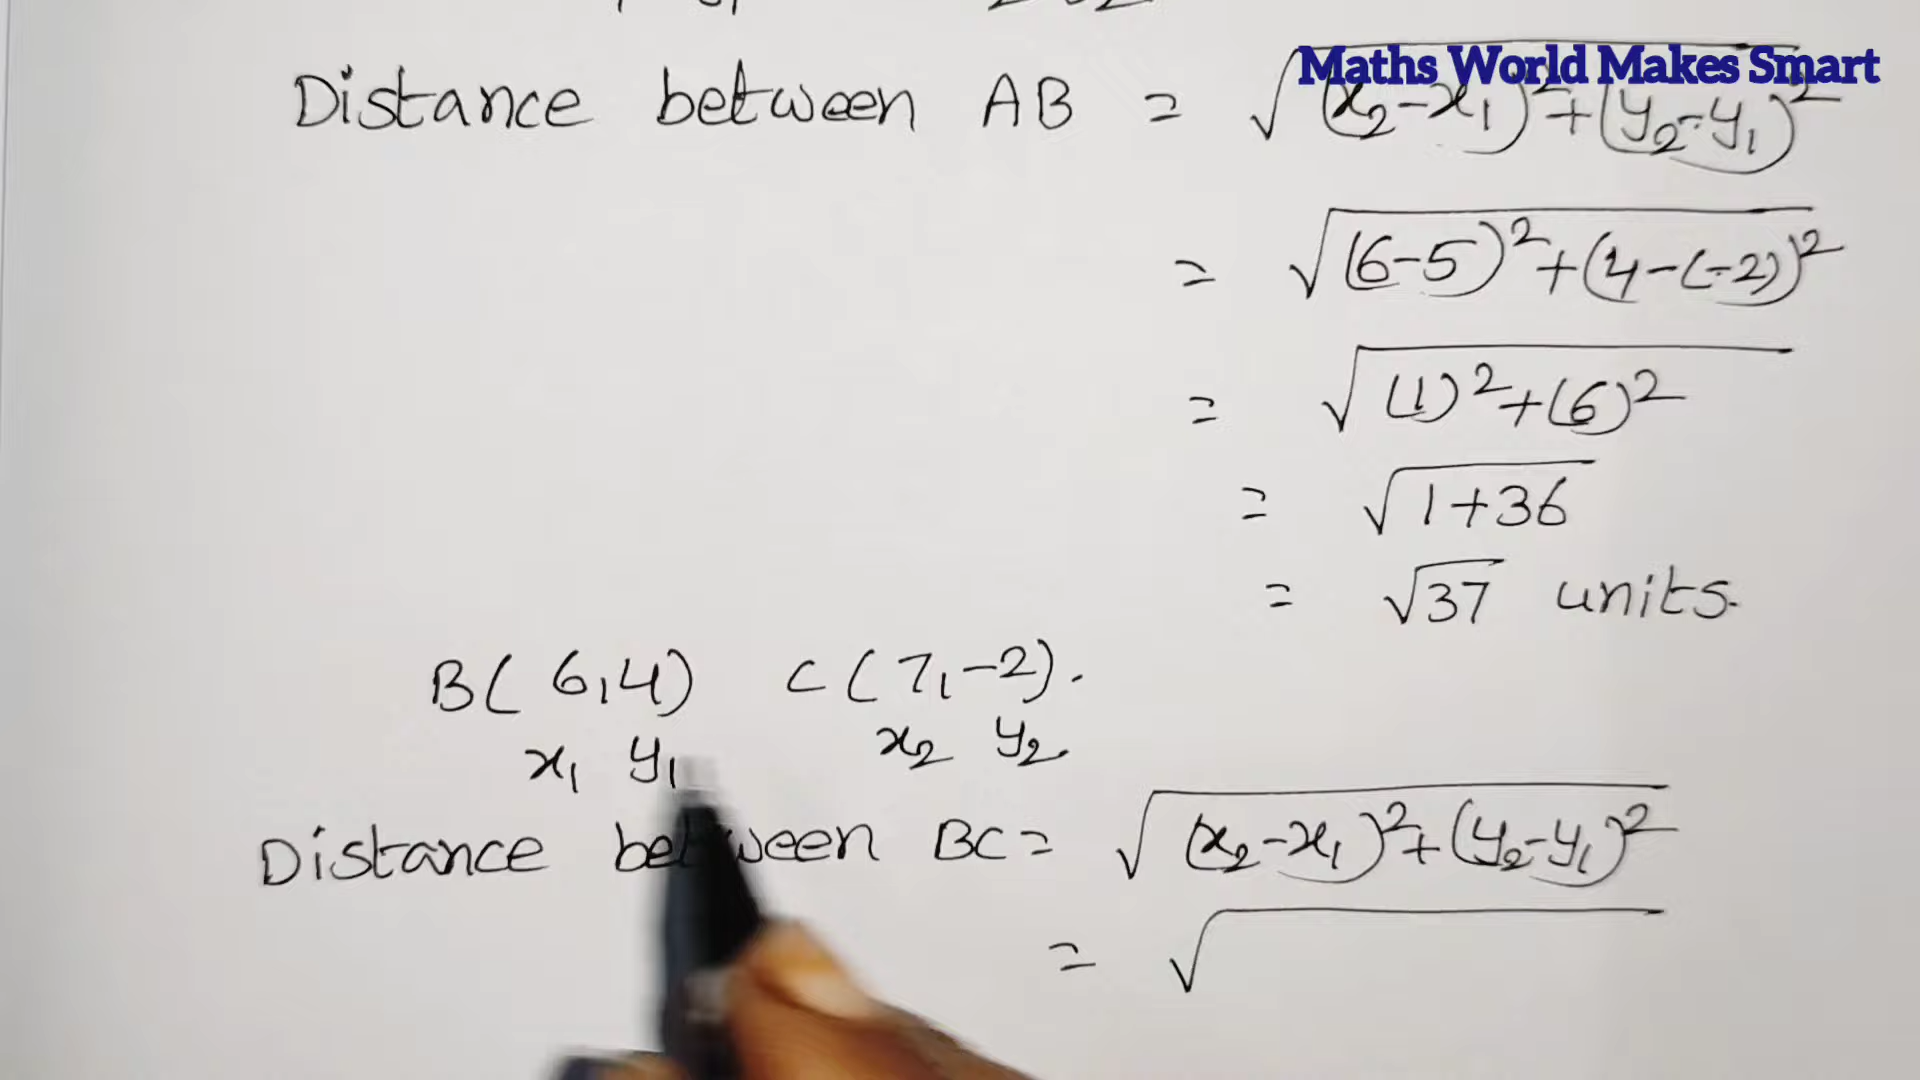 Maths World Makes Smart
Distance between AB = √(x₂-x₁)²+(y₂-y₁)²
= √(6-5)²+(4-(-2))²
= √(1)²+(6)²
= √1+36
= √37 units.
B(6,4) C(7,-2).
x₁ y₁ x₂ y₂.
Distance between BC = √(x₂-x₁)²+(y₂-y₁)²
= √